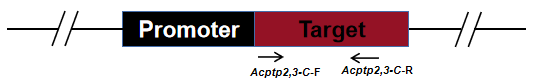 Promoter Target
Acptp2,3-C-F Acptp2,3-C-R